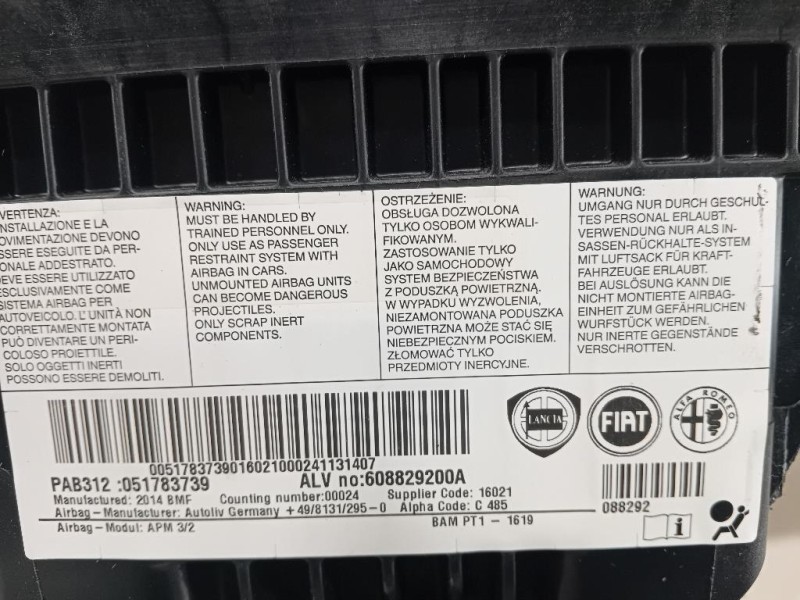 VERTENZA:
INSTALLAZIONE E LA
MOVIMENTAZIONE DEVONO
ESSERE ESEGUITE DA PER-
ONALE ADDESTRATO.
DEVE ESSERE UTILIZZATO
ESCLUSIVAMENTE COME
SISTEMA AIRBAG PER
AUTOVEICOLO. L'UNITÀ NON
CORRETTAMENTE MONTATA
PUÒ DIVENTARE UN PERI-
COLOSO PROIETTILE.
SOLO OGGETTI INERTI
POSSONO ESSERE DEMOLITI.
WARNING:
MUST BE HANDLED BY
TRAINED PERSONNEL ONLY.
ONLY USE AS PASSENGER
RESTRAINT SYSTEM WITH
AIRBAG IN CARS.
UNMOUNTED AIRBAG UNITS
CAN BECOME DANGEROUS
PROJECTILES.
ONLY SCRAP INERT
COMPONENTS.
OSTRZEŻENIE:
OBSŁUGA DOZWOLONA
TYLKO OSOBOM WYKWALI-
FIKOWANYM.
ZASTOSOWANIE TYLKO
JAKO SAMOCHODOWY
SYSTEM BEZPIECZEŃSTWA
Z PODUSZKĄ POWIETRZNĄ.
W WYPADKU WYZWOLENIA,
NIEZAMONTOWANA PODUSZKA
POWIETRZNA MOŻE STAĆ SIĘ
NIEBEZPIECZNYM POCISKIEM.
ZŁOMOWAĆ TYLKO
PRZEDMIOTY INERCYJNE.
WARNUNG:
UMGANG NUR DURCH GESCHUL-
TES PERSONAL ERLAUBT.
VERWENDUNG NUR ALS IN-
SASSEN-RÜCKHALTE-SYSTEM
MIT LUFTSACK FÜR KRAFT-
FAHRZEUGE ERLAUBT.
BEI AUSLÖSUNG KANN DIE
NICHT MONTIERTE AIRBAG-
EINHEIT ZUM GEFÄHRLICHEN
WURFSTÜCK WERDEN.
NUR INERTE GEGENSTÄNDE
VERSCHROTTEN.
LANCIA
FIAT
ALFA ROMEO
0051783739016021000241131407
PAB312 :051783739 ALV no:608829200A
Manufactured: 2014 BMF Counting number:00024 Supplier Code: 16021
Airbag-Manufacturer: Autoliv Germany +49/8131/295-0 Alpha Code: C 485
Airbag-Modul: APM 3/2 BAM PT1 - 1619
088292
i